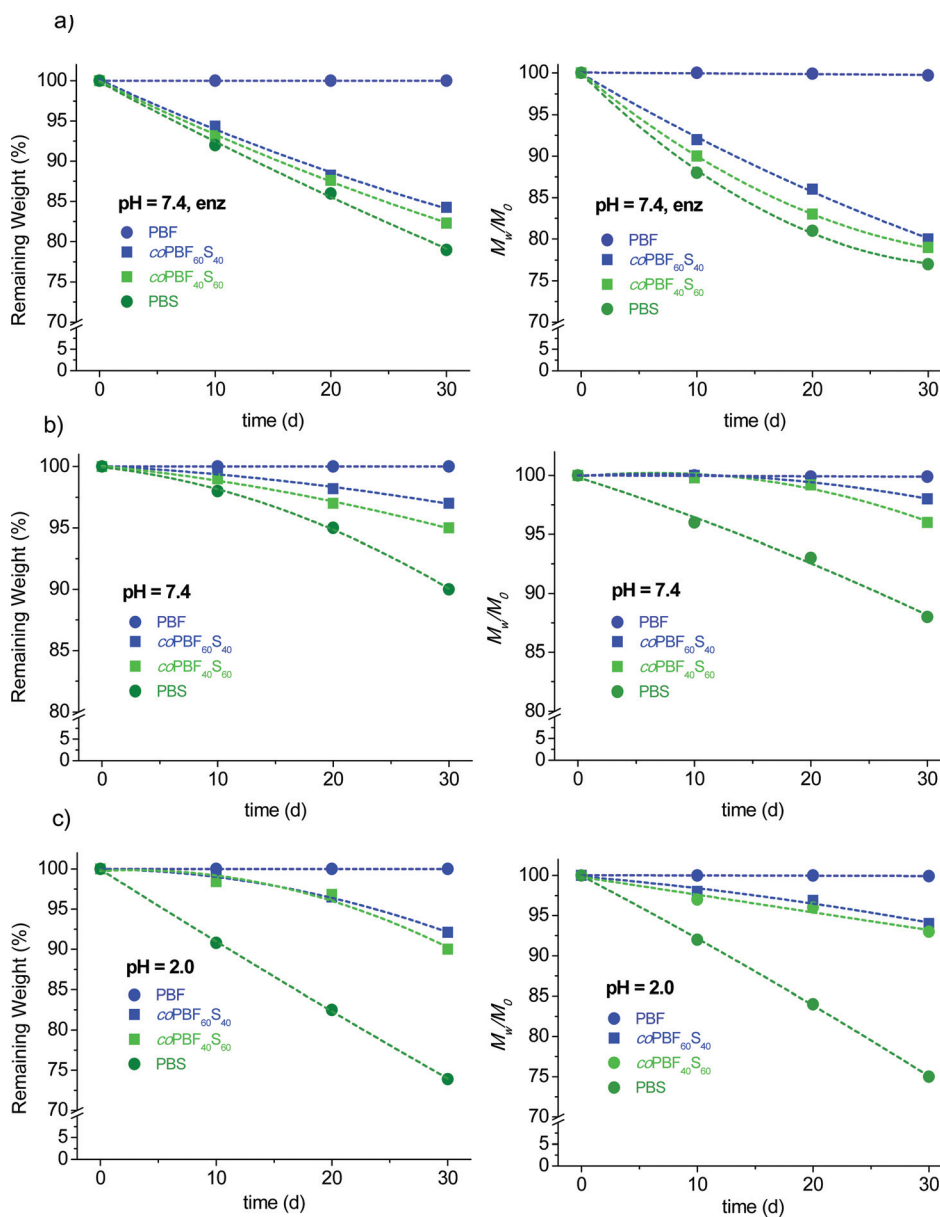 a)
Remaining Weight (%)
100
95
90
85
80
75
70
5
0
pH = 7.4, enz
PBF
coPBF60S40
coPBF40S60
PBS
0 10 20 30
time (d)
Mw/M0
100
95
90
85
80
75
70
5
0
pH = 7.4, enz
PBF
coPBF60S40
coPBF40S60
PBS
0 10 20 30
time (d)
b)
Remaining Weight (%)
100
95
90
85
80
5
0
pH = 7.4
PBF
coPBF60S40
coPBF40S60
PBS
0 10 20 30
time (d)
Mw/M0
100
95
90
85
80
5
0
pH = 7.4
PBF
coPBF60S40
coPBF40S60
PBS
0 10 20 30
time (d)
c)
Remaining Weight (%)
100
95
90
85
80
75
70
5
0
pH = 2.0
PBF
coPBF60S40
coPBF40S60
PBS
0 10 20 30
time (d)
Mw/M0
100
95
90
85
80
75
70
5
0
pH = 2.0
PBF
coPBF60S40
coPBF40S60
PBS
0 10 20 30
time (d)